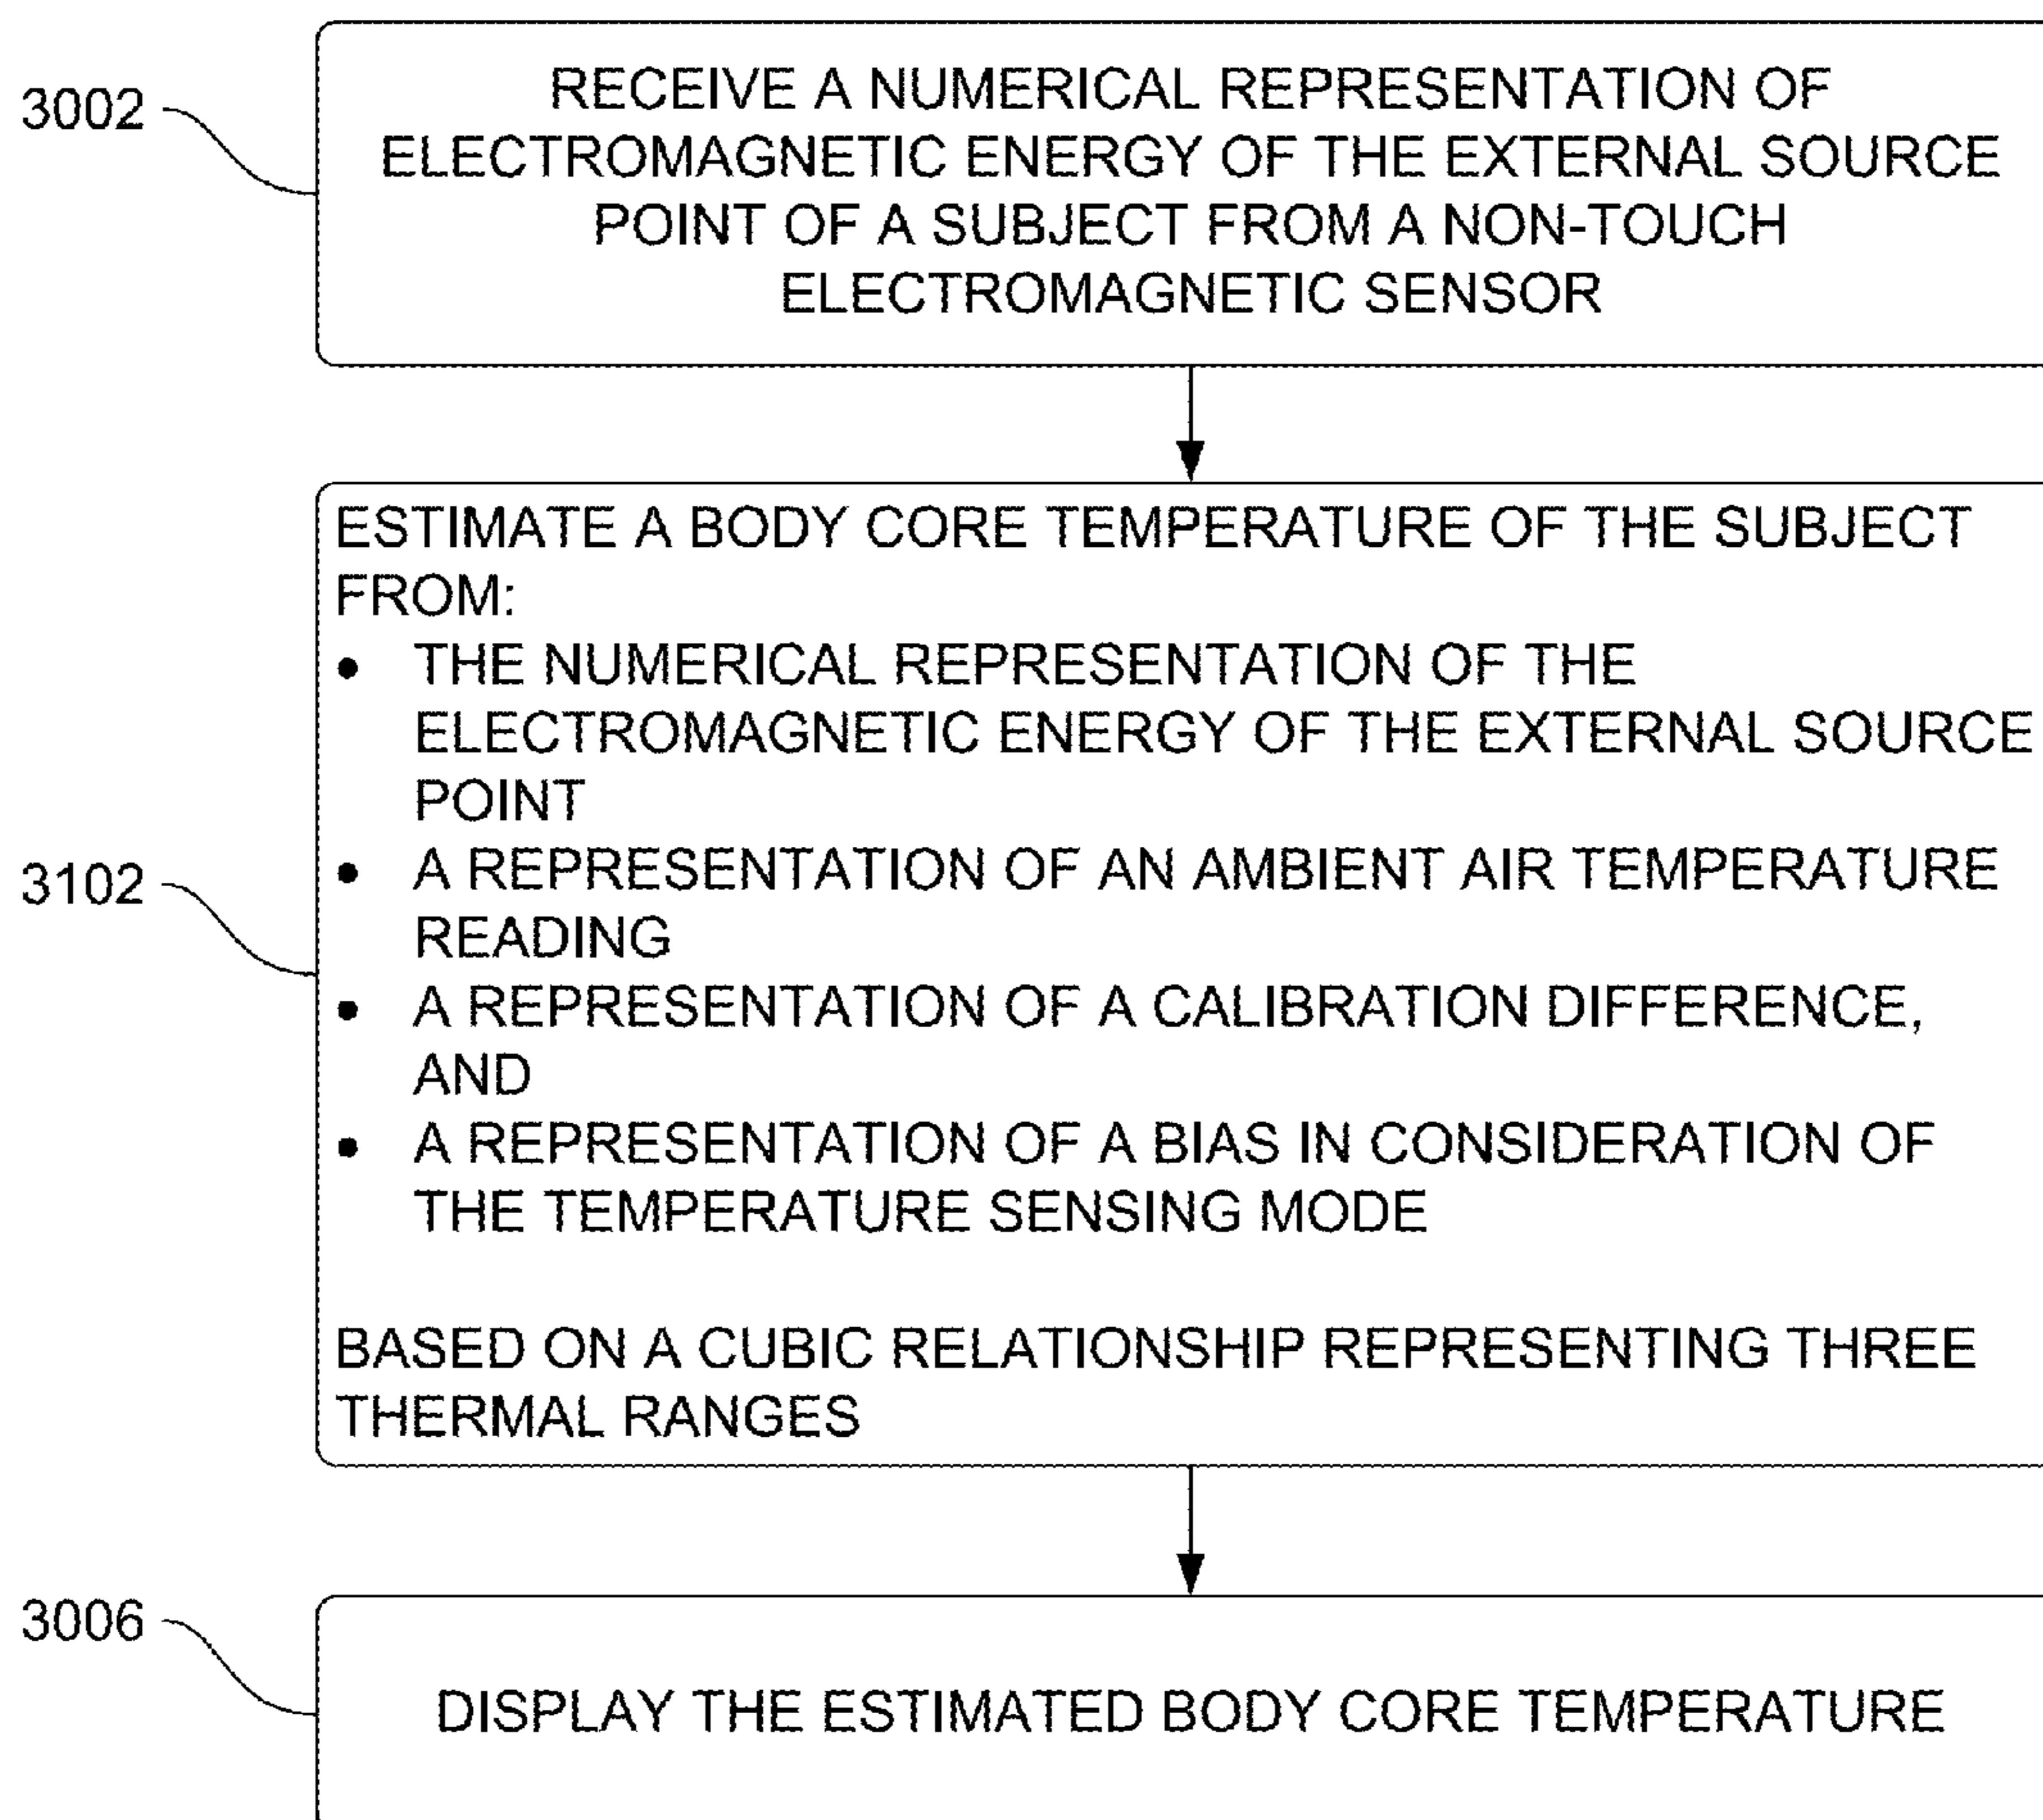 3002
RECEIVE A NUMERICAL REPRESENTATION OF
ELECTROMAGNETIC ENERGY OF THE EXTERNAL SOURCE
POINT OF A SUBJECT FROM A NON-TOUCH
ELECTROMAGNETIC SENSOR
3102
ESTIMATE A BODY CORE TEMPERATURE OF THE SUBJECT
FROM:
• THE NUMERICAL REPRESENTATION OF THE
ELECTROMAGNETIC ENERGY OF THE EXTERNAL SOURCE
POINT
• A REPRESENTATION OF AN AMBIENT AIR TEMPERATURE
READING
• A REPRESENTATION OF A CALIBRATION DIFFERENCE,
AND
• A REPRESENTATION OF A BIAS IN CONSIDERATION OF
THE TEMPERATURE SENSING MODE
BASED ON A CUBIC RELATIONSHIP REPRESENTING THREE
THERMAL RANGES
3006
DISPLAY THE ESTIMATED BODY CORE TEMPERATURE